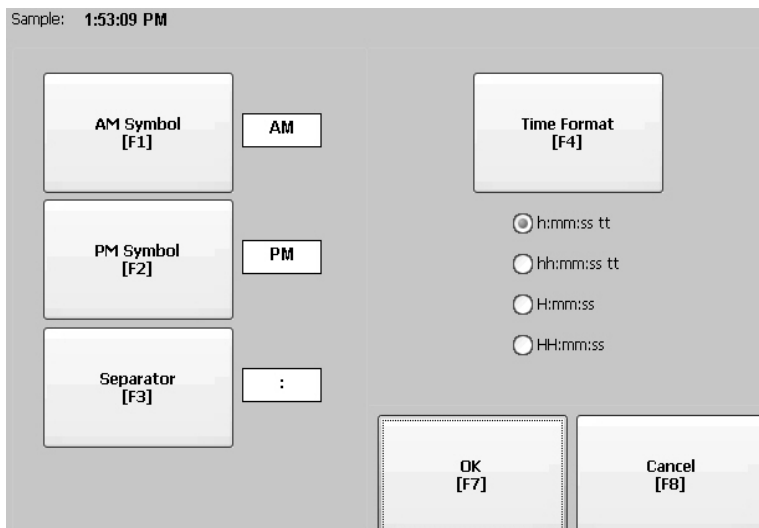 Sample: 1:53:09 PM
AM Symbol
[F1]
AM
PM Symbol
[F2]
PM
Separator
[F3]
:
Time Format
[F4]
h:mm:ss tt
hh:mm:ss tt
H:mm:ss
HH:mm:ss
OK
[F7]
Cancel
[F8]